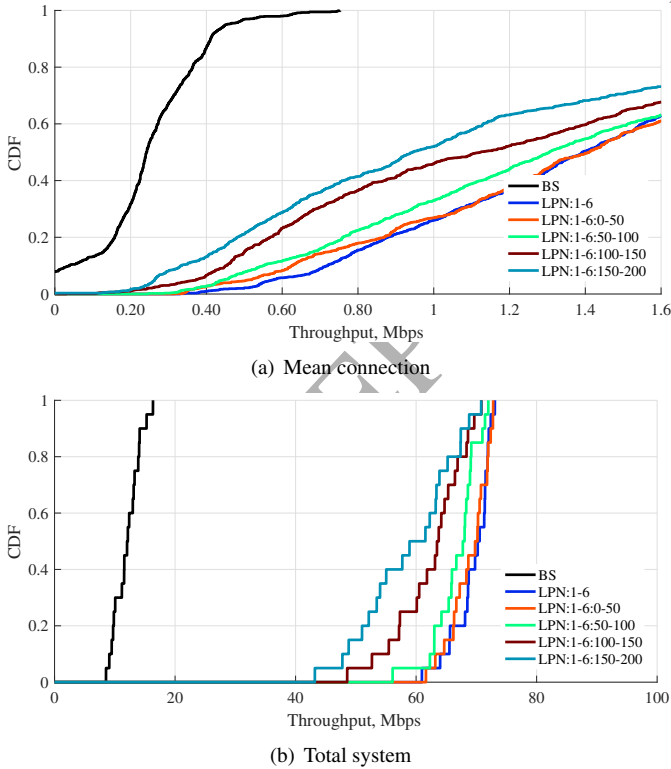 1
0.8
0.6
0.4
0.2
0
CDF
BS
LPN:1-6
LPN:1-6:0-50
LPN:1-6:50-100
LPN:1-6:100-150
LPN:1-6:150-200
0 0.20 0.40 0.60 0.80 1 1.2 1.4 1.6
Throughput, Mbps
(a) Mean connection
1
0.8
0.6
0.4
0.2
0
CDF
BS
LPN:1-6
LPN:1-6:0-50
LPN:1-6:50-100
LPN:1-6:100-150
LPN:1-6:150-200
0 20 40 60 80 100
Throughput, Mbps
(b) Total system